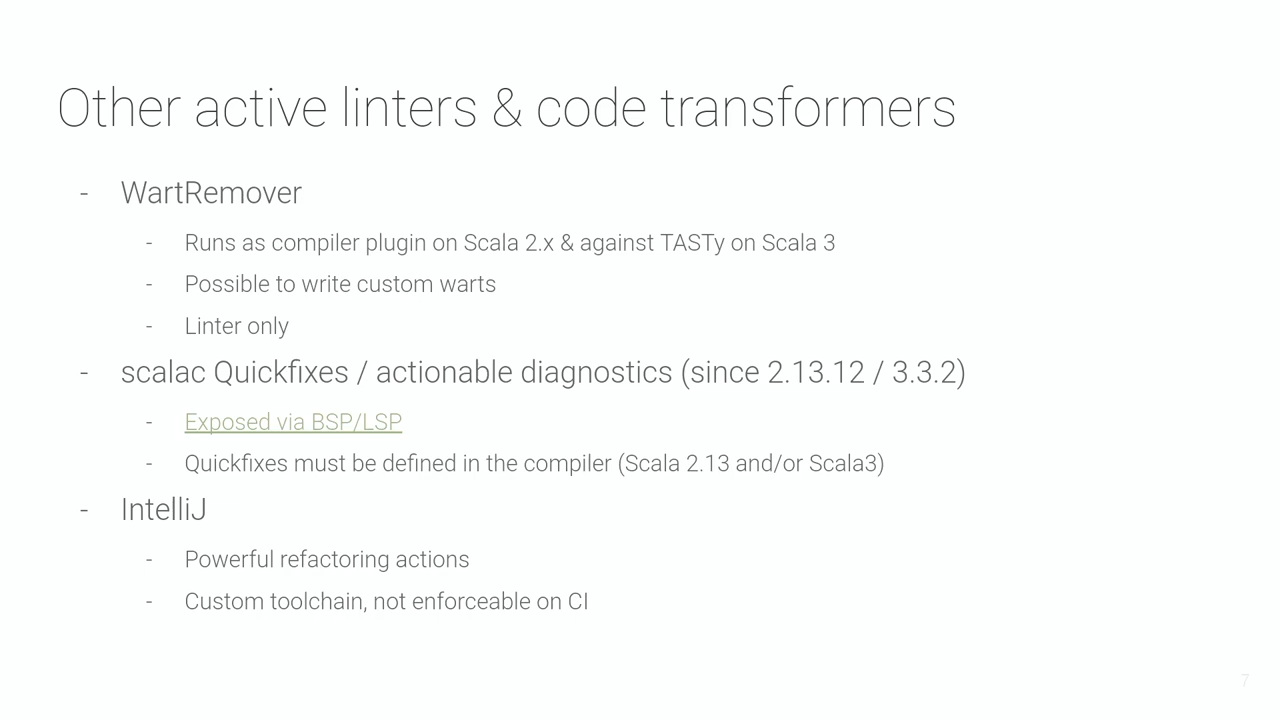 Other active linters & code transformers
- WartRemover
- Runs as compiler plugin on Scala 2.x & against TASTy on Scala 3
- Possible to write custom warts
- Linter only
- scalac Quickfixes / actionable diagnostics (since 2.13.12 / 3.3.2)
- Exposed via BSP/LSP
- Quickfixes must be defined in the compiler (Scala 2.13 and/or Scala3)
- IntelliJ
- Powerful refactoring actions
- Custom toolchain, not enforceable on CI
7